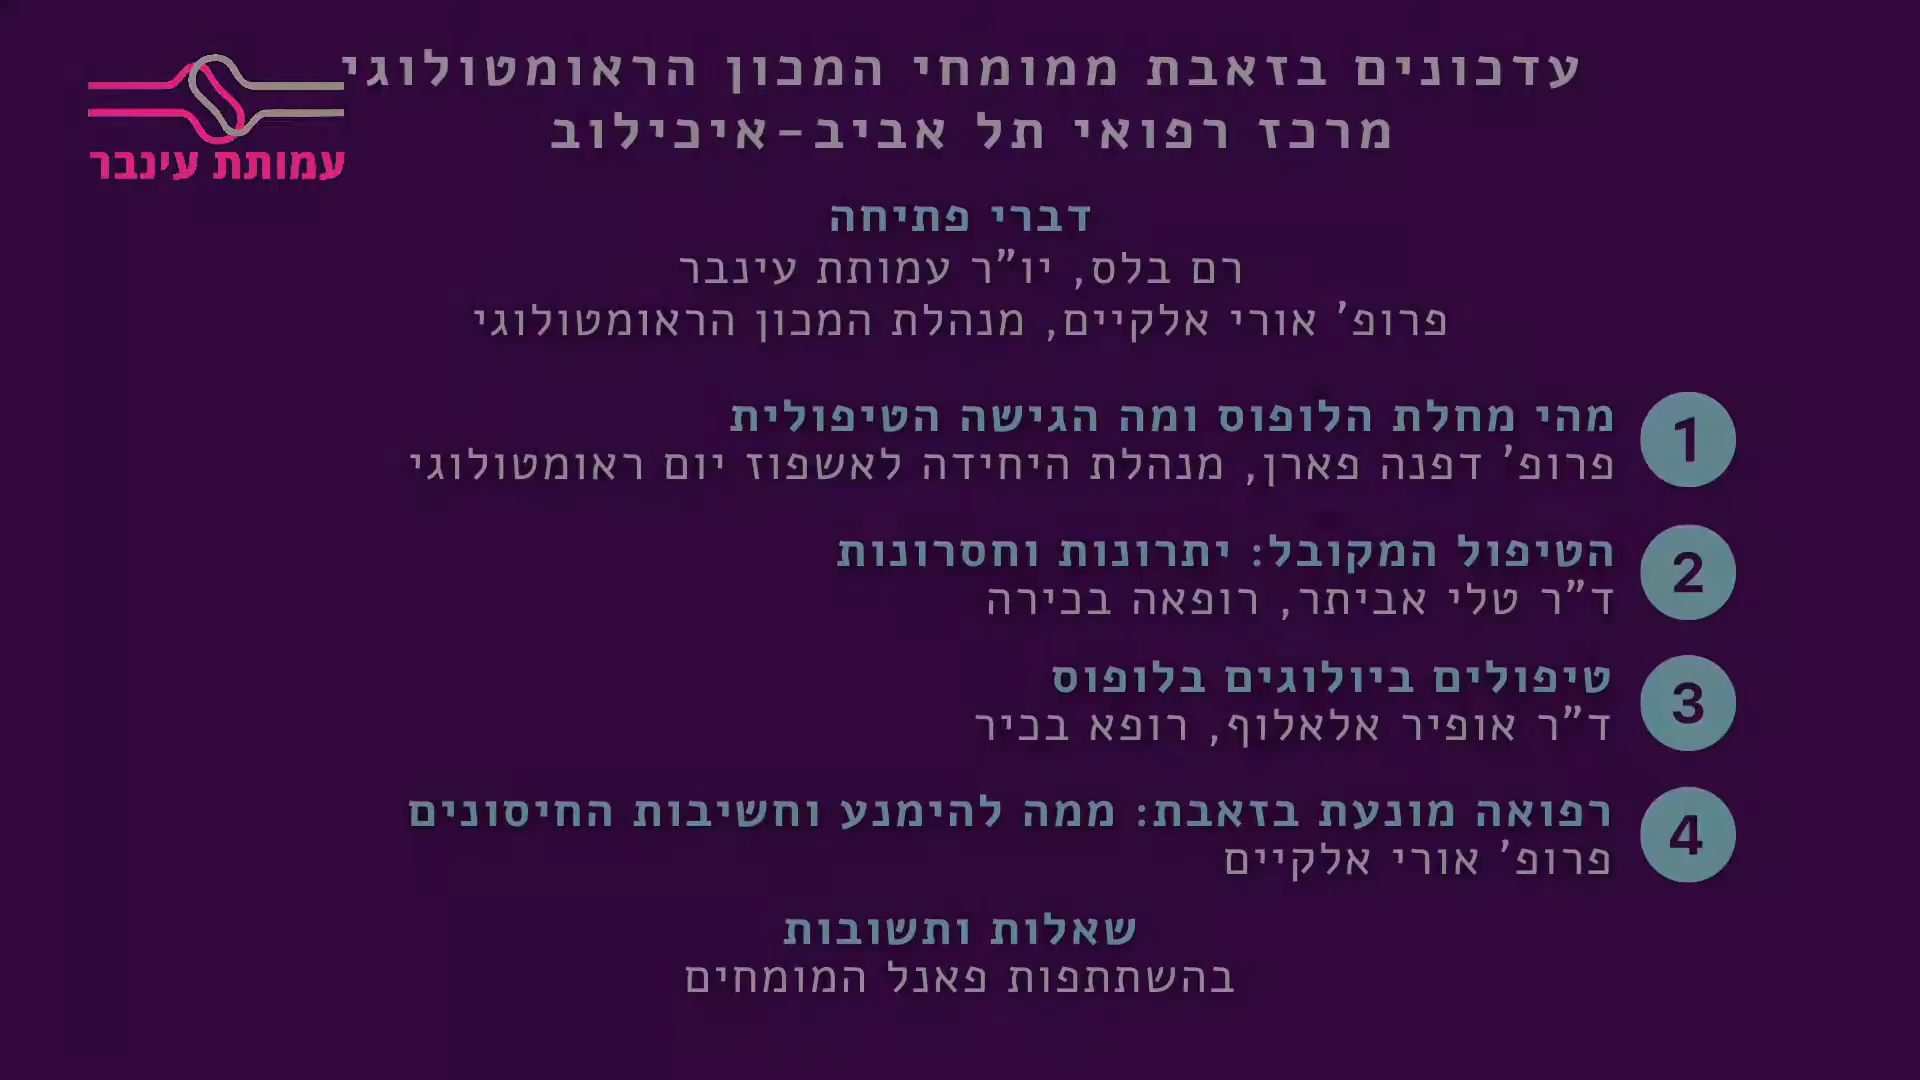 עדכונים בזאבת ממומחי המכון הראומטולוגי
מרכז רפואי תל אביב-איכילוב
עמותת עינבר
דברי פתיחה
רם בלס, יו"ר עמותת עינבר
פרופ' אורי אלקיים, מנהלת המכון הראומטולוגי
1
מהי מחלת הלופוס ומה הגישה הטיפולית
פרופ' דפנה פארן, מנהלת היחידה לאשפוז יום ראומטולוגי
2
הטיפול המקובל: יתרונות וחסרונות
ד"ר טלי אביתר, רופאה בכירה
3
טיפולים ביולוגים בלופוס
ד"ר אופיר אלאלוף, רופא בכיר
4
רפואה מונעת בזאבת: ממה להימנע וחשיבות החיסונים
פרופ' אורי אלקיים
שאלות ותשובות
בהשתתפות פאנל המומחים